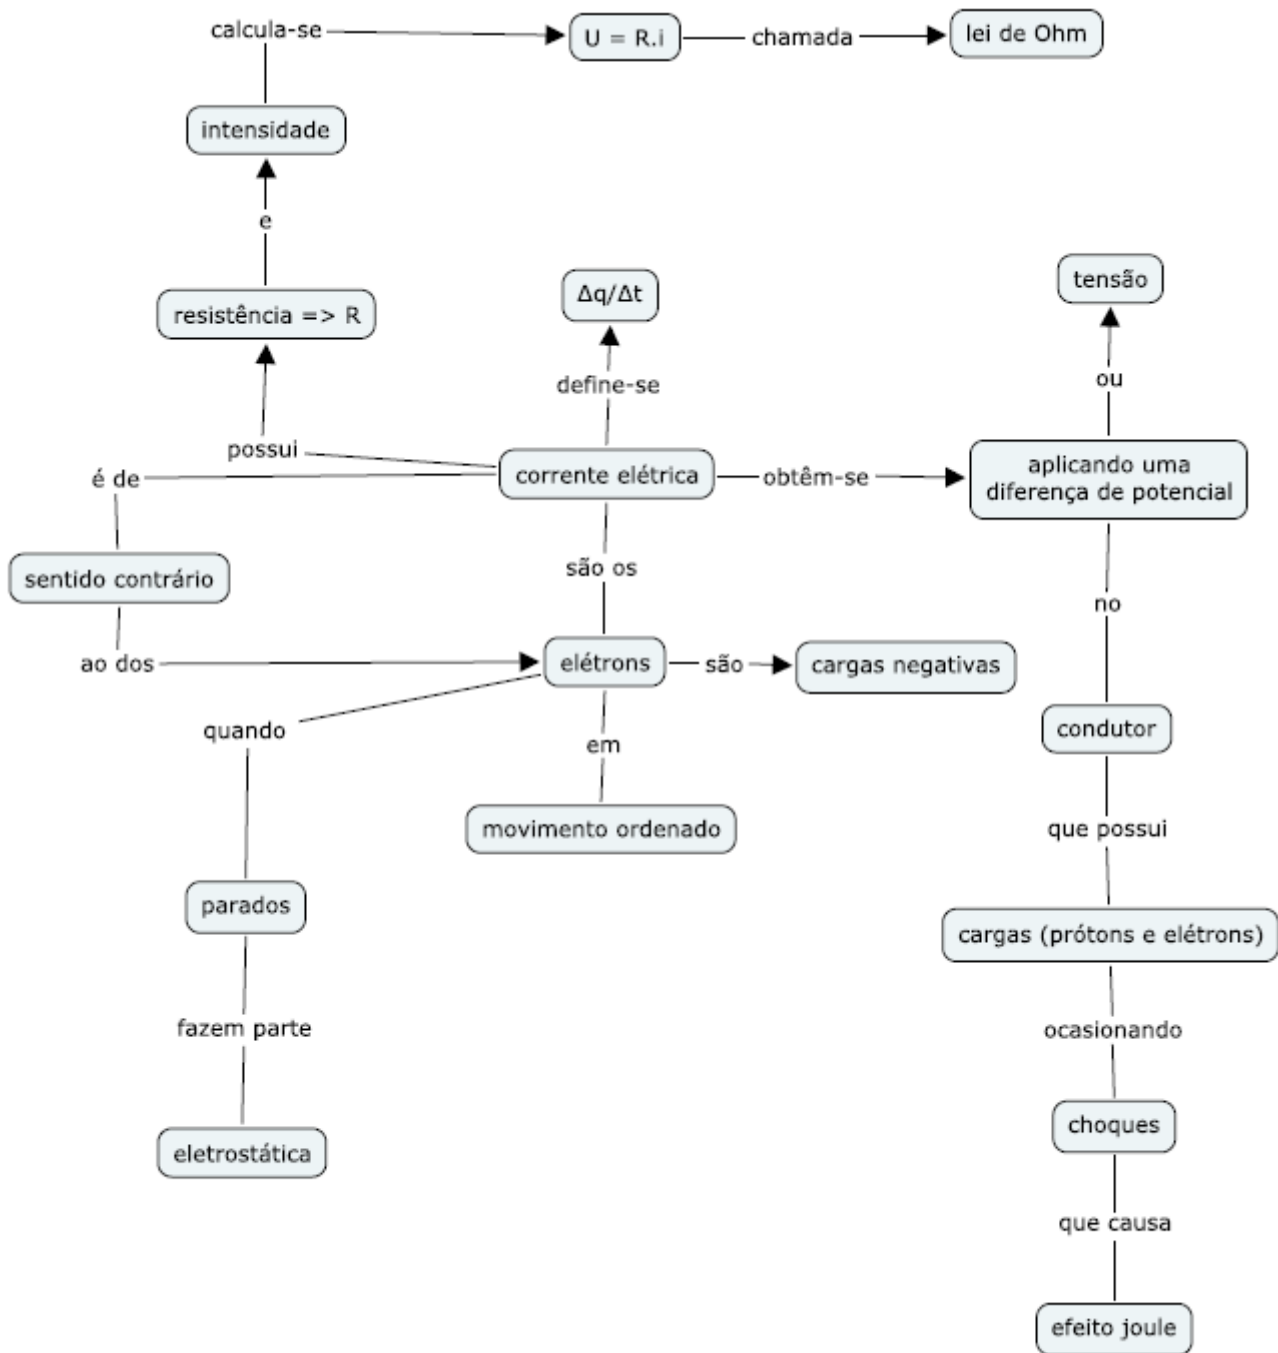 calcula-se
U = R.i
chamada
lei de Ohm
intensidade
e
resistência => R
Δq/Δt
tensão
define-se
ou
possui
é de
corrente elétrica
obtêm-se
aplicando uma
diferença de potencial
são os
sentido contrário
no
ao dos
elétrons
são
cargas negativas
quando
em
condutor
movimento ordenado
que possui
parados
cargas (prótons e elétrons)
fazem parte
ocasionando
choques
eletrostática
que causa
efeito joule